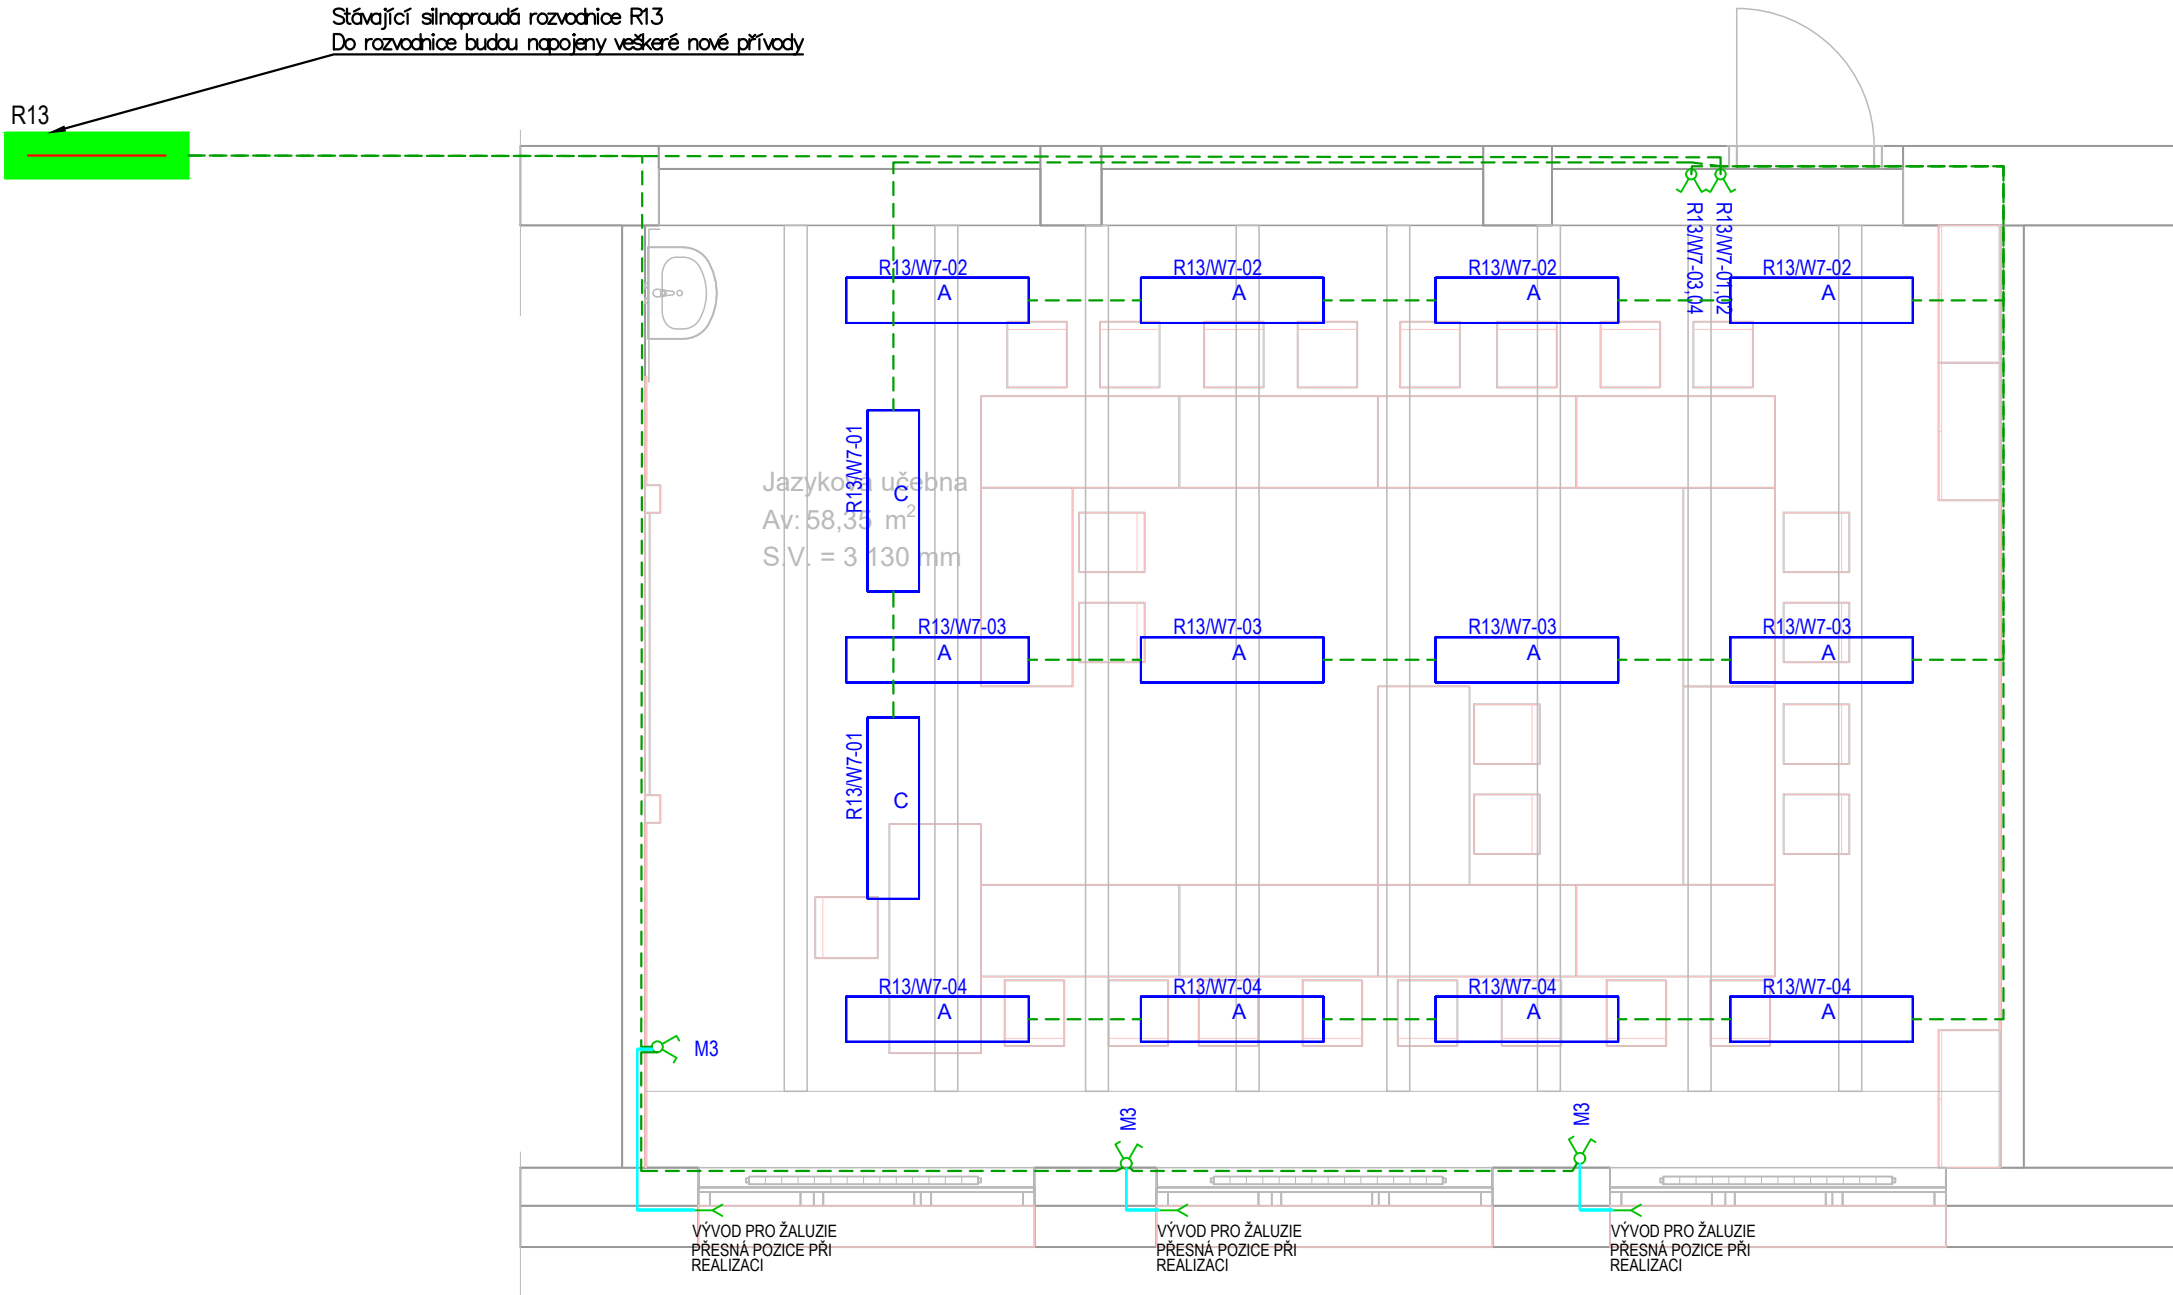 Stávající silnoproudá rozvodnice R13
Do rozvodnice budou napojeny veškeré nové přívody
R13
R13/W7-03,04
R13/W7-01,02
R13/W7-02
A
R13/W7-02
A
R13/W7-02
A
R13/W7-02
A
R13/W7-01
C
Jazyková učebna
Av: 58,35 m²
S.V. = 3 130 mm
R13/W7-03
A
R13/W7-03
A
R13/W7-03
A
R13/W7-03
A
R13/W7-01
C
R13/W7-04
A
R13/W7-04
A
R13/W7-04
A
R13/W7-04
A
M3
M3
M3
VÝVOD PRO ŽALUZIE
PŘESNÁ POZICE PŘI
REALIZACI
VÝVOD PRO ŽALUZIE
PŘESNÁ POZICE PŘI
REALIZACI
VÝVOD PRO ŽALUZIE
PŘESNÁ POZICE PŘI
REALIZACI